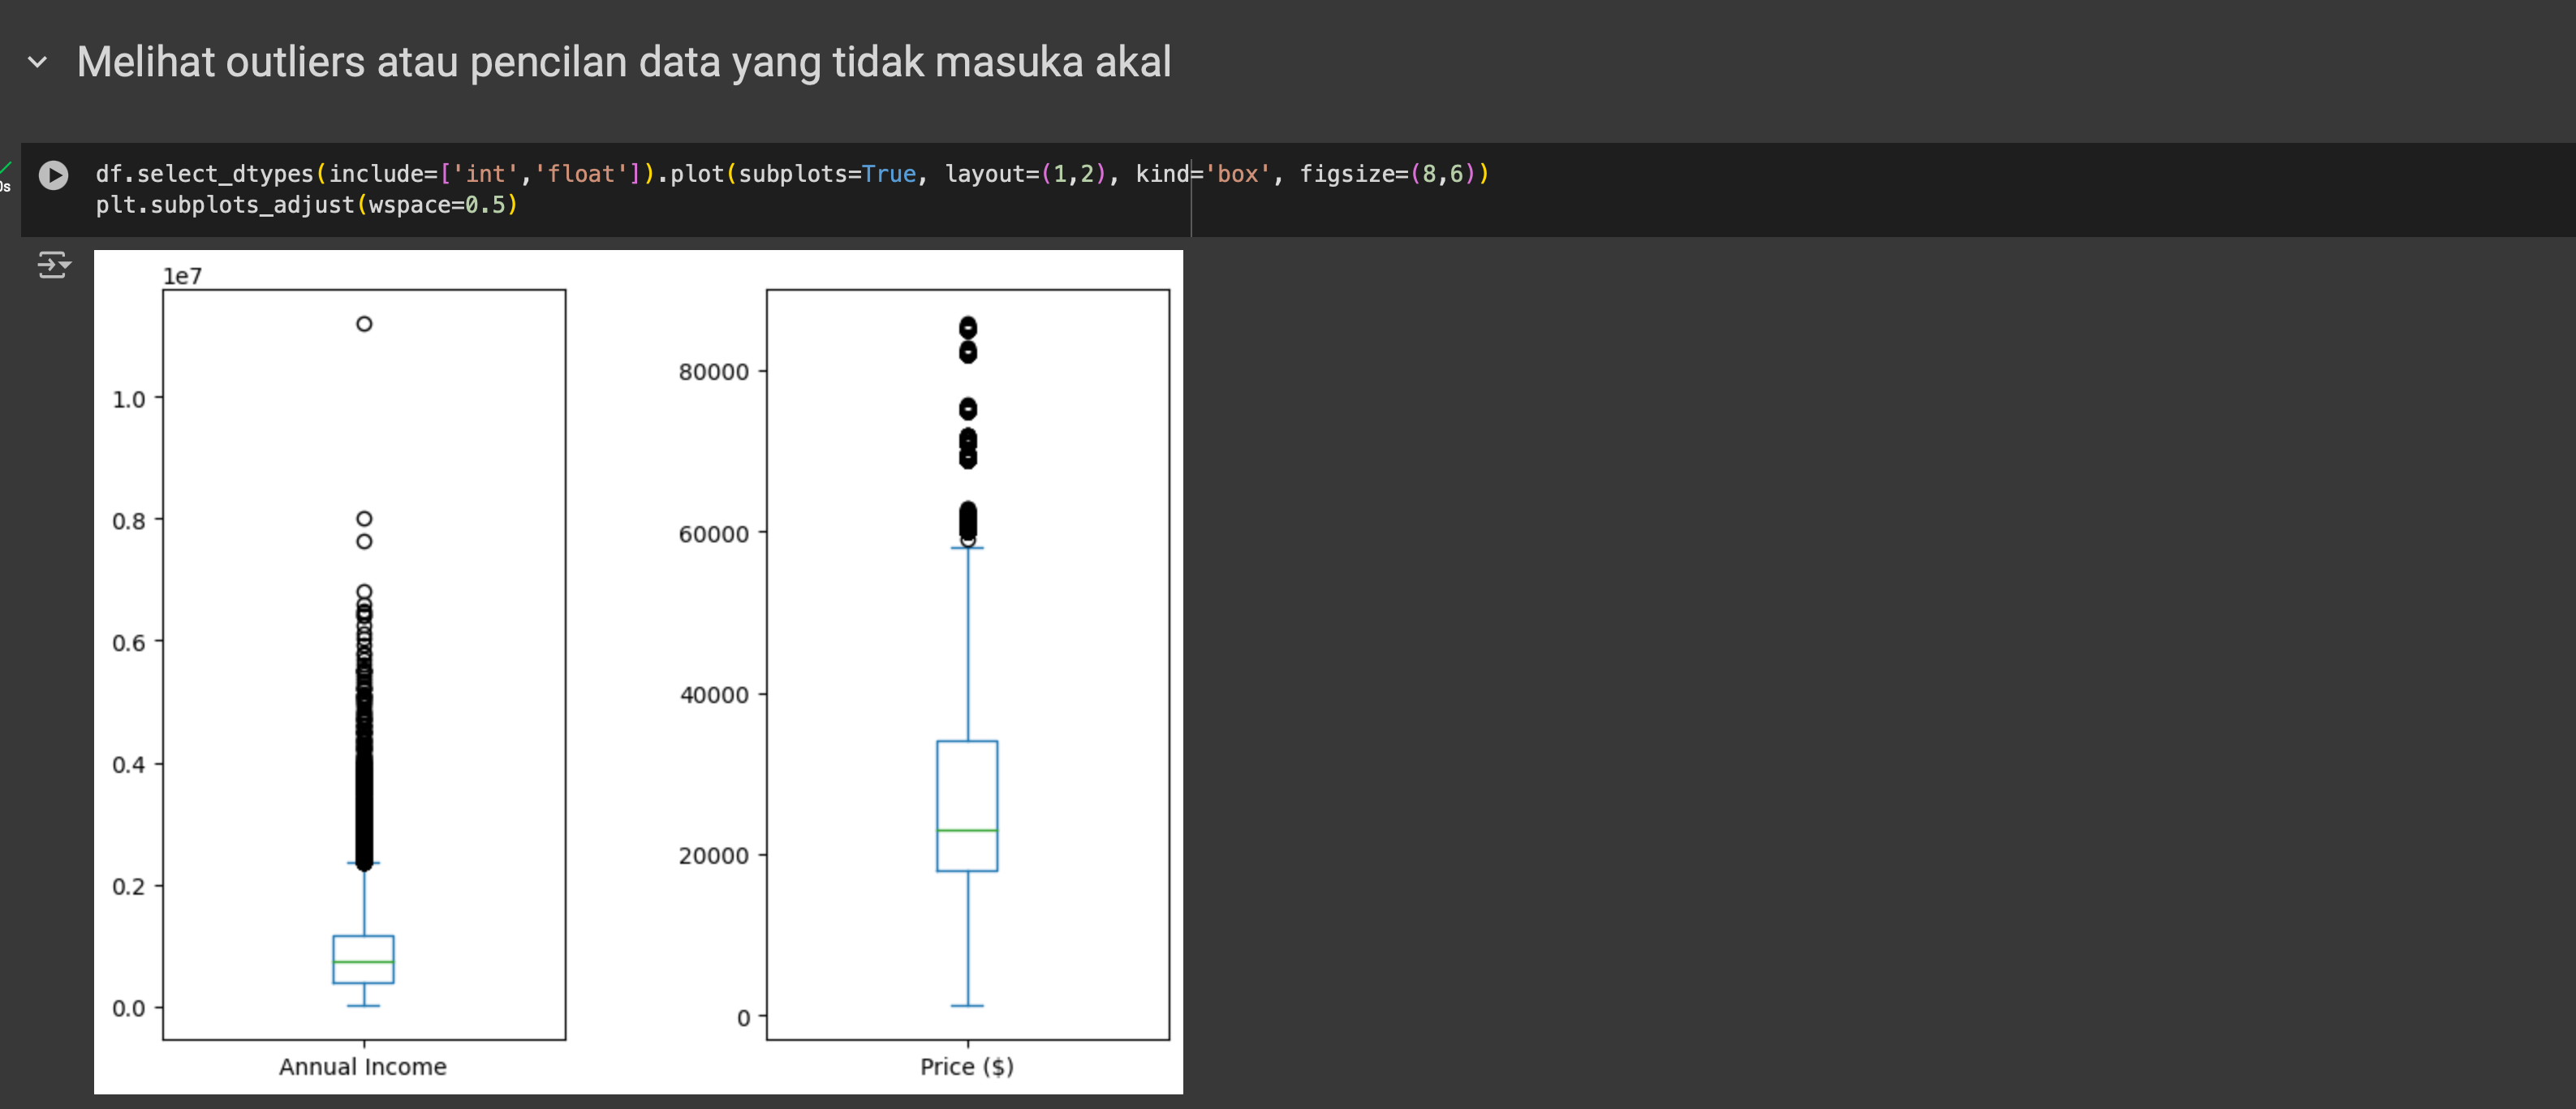 Melihat outliers atau pencilan data yang tidak masuka akal
df.select_dtypes(include=['int','float']).plot(subplots=True, layout=(1,2), kind='box', figsize=(8,6))
plt.subplots_adjust(wspace=0.5)
0s
1e7
1.0
0.8
0.6
0.4
0.2
0.0
Annual Income
80000
60000
40000
20000
0
Price ($)